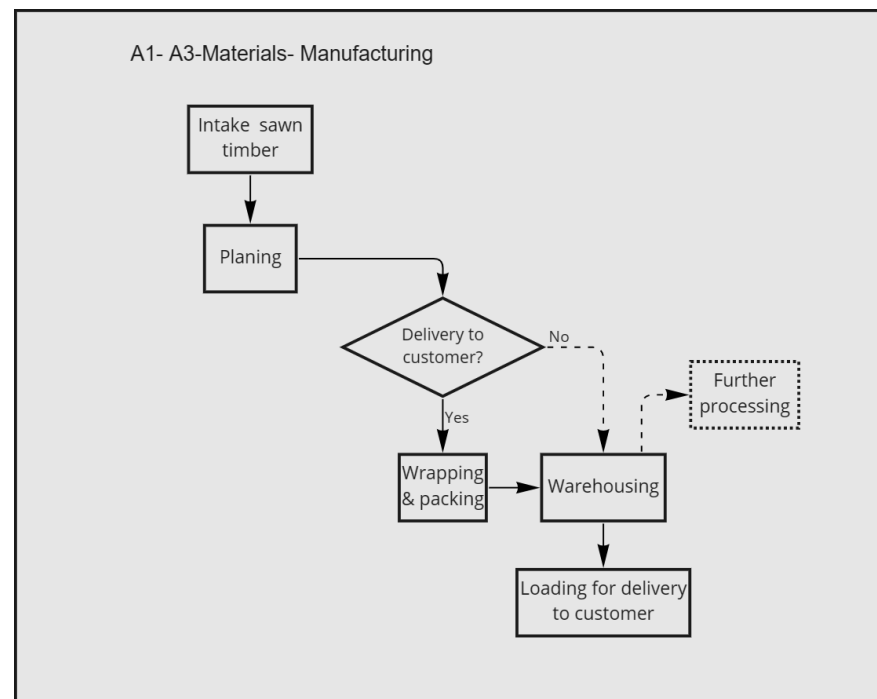 A1- A3-Materials- Manufacturing
Intake sawn
timber
Planing
Delivery to
customer?
No
Yes
Further
processing
Wrapping
& packing
Warehousing
Loading for delivery
to customer